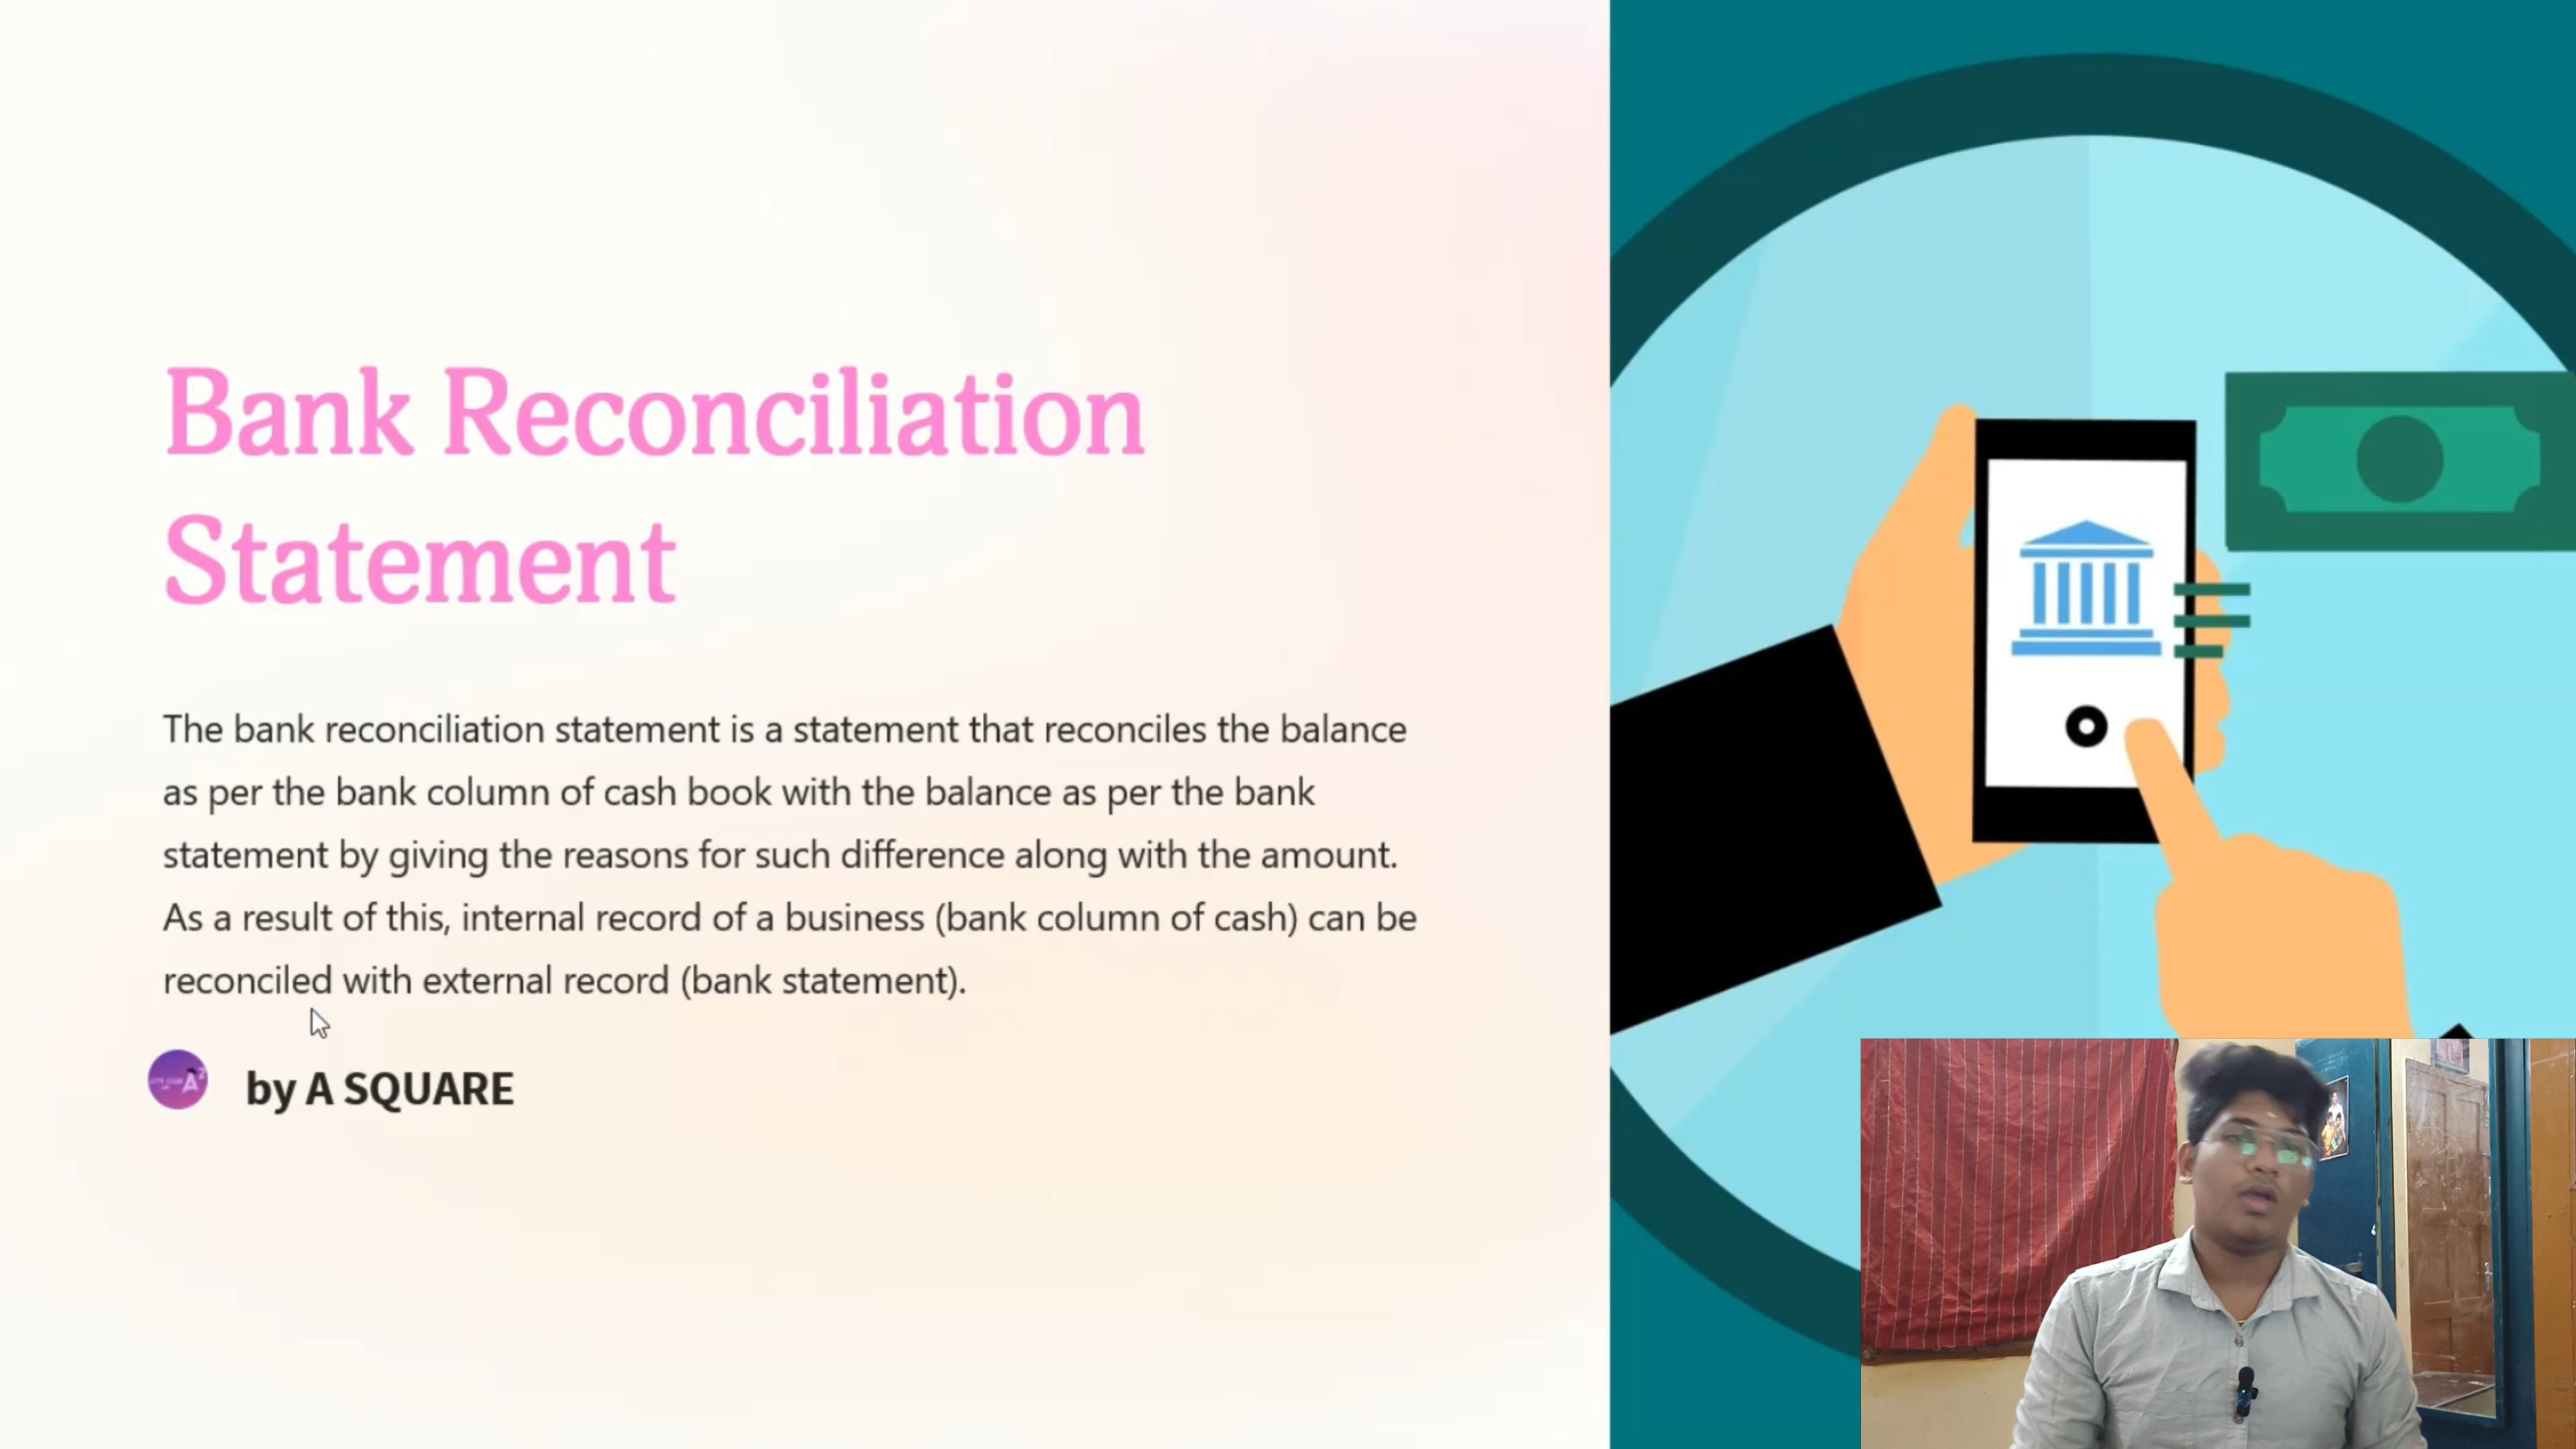 Bank Reconciliation
Statement
The bank reconciliation statement is a statement that reconciles the balance
as per the bank column of cash book with the balance as per the bank
statement by giving the reasons for such difference along with the amount.
As a result of this, internal record of a business (bank column of cash) can be
reconciled with external record (bank statement).
by A SQUARE